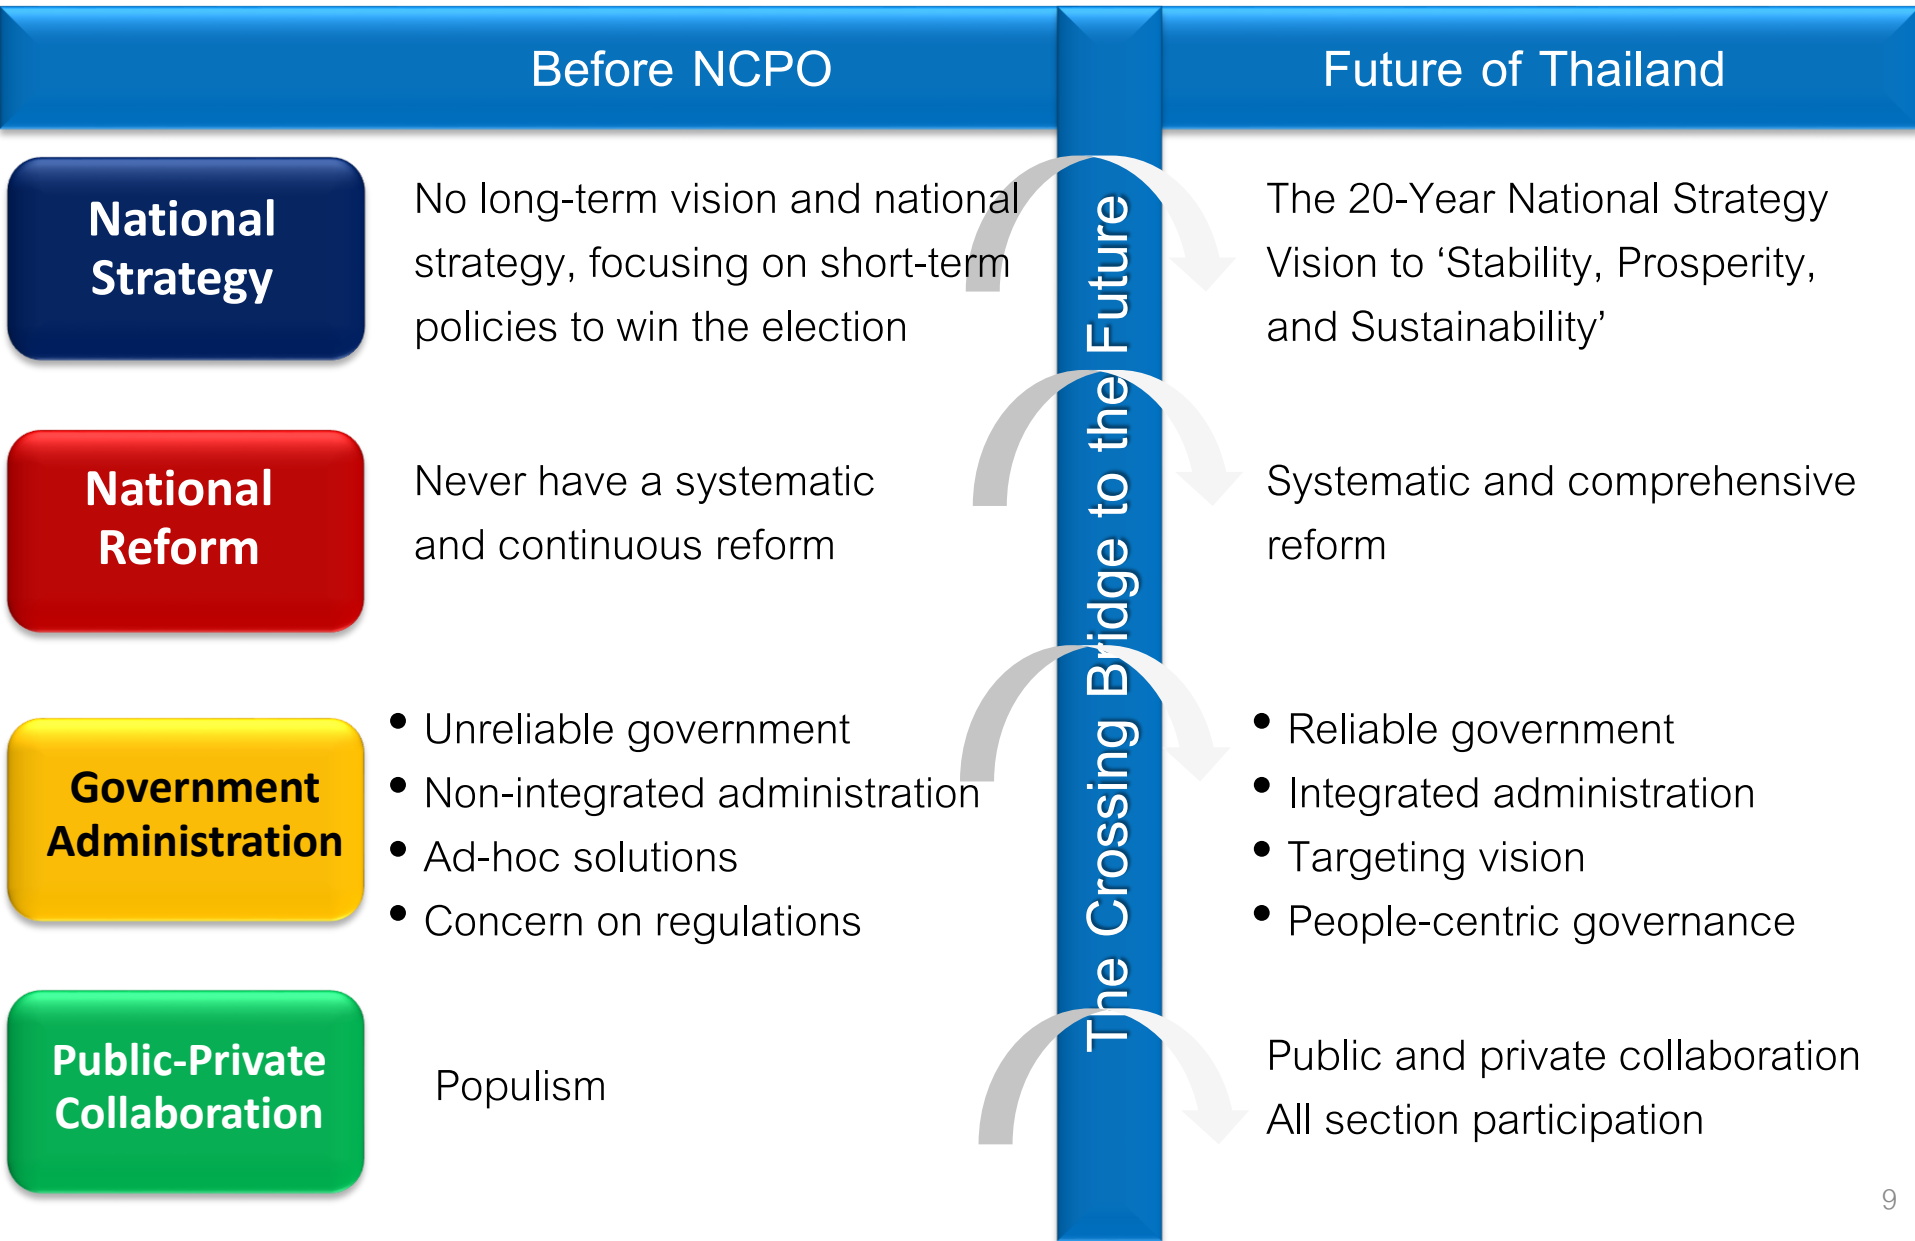 Before NCPO
Future of Thailand
The Crossing Bridge to the Future
National
Strategy
No long-term vision and national
strategy, focusing on short-term
policies to win the election
The 20-Year National Strategy
Vision to ‘Stability, Prosperity,
and Sustainability’
National
Reform
Never have a systematic
and continuous reform
Systematic and comprehensive
reform
Government
Administration
• Unreliable government
• Non-integrated administration
• Ad-hoc solutions
• Concern on regulations
• Reliable government
• Integrated administration
• Targeting vision
• People-centric governance
Public-Private
Collaboration
Populism
Public and private collaboration
All section participation
9